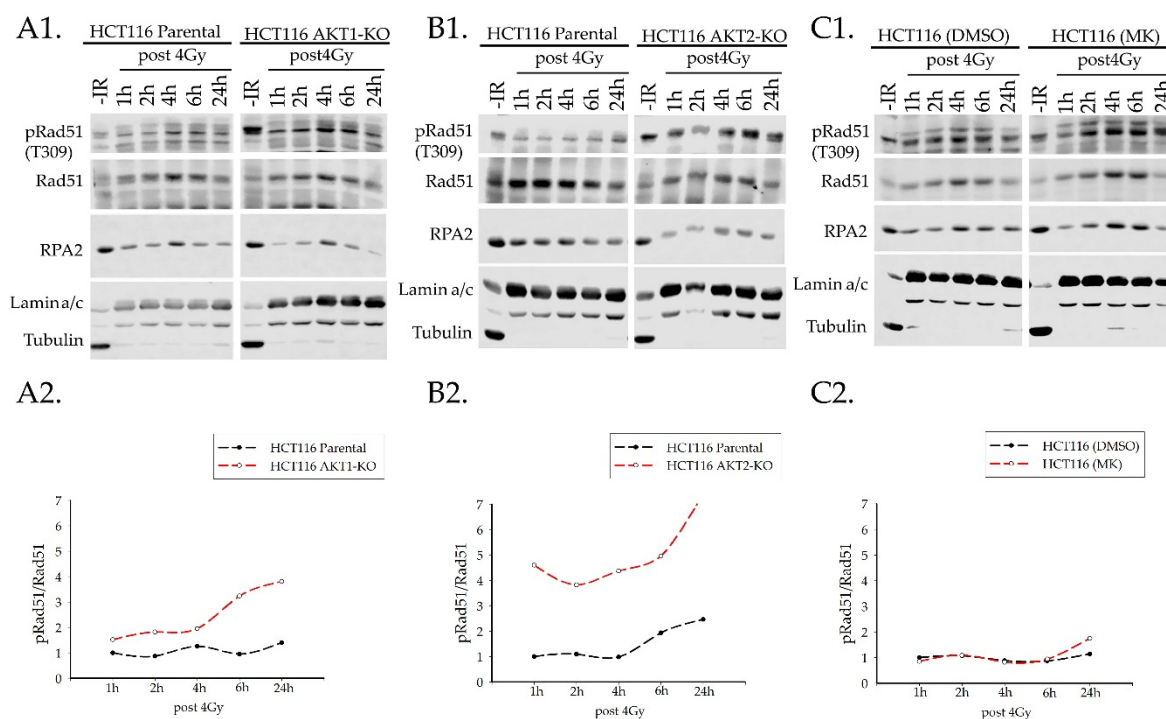 A1.
HCT116 Parental HCT116 AKT1-KO
post 4Gy post4Gy
-IR 1h 2h 4h 6h 24h -IR 1h 2h 4h 6h 24h
pRad51
(T309)
Rad51
RPA2
Lamin a/c
Tubulin
B1.
HCT116 Parental HCT116 AKT2-KO
post 4Gy post4Gy
-IR 1h 2h 4h 6h 24h -IR 1h 2h 4h 6h 24h
pRad51
(T309)
Rad51
RPA2
Lamin a/c
Tubulin
C1.
HCT116 (DMSO) HCT116 (MK)
post 4Gy post4Gy
-IR 1h 2h 4h 6h 24h -IR 1h 2h 4h 6h 24h
pRad51
(T309)
Rad51
RPA2
Lamin a/c
Tubulin
A2.
HCT116 Parental
HCT116 AKT1-KO
pRad51/Rad51
7
6
5
4
3
2
1
0
1h 2h 4h 6h 24h
post 4Gy
B2.
HCT116 Parental
HCT116 AKT2-KO
pRad51/Rad51
7
6
5
4
3
2
1
0
1h 2h 4h 6h 24h
post 4Gy
C2.
HCT116 (DMSO)
HCT116 (MK)
pRad51/Rad51
7
6
5
4
3
2
1
0
1h 2h 4h 6h 24h
post 4Gy